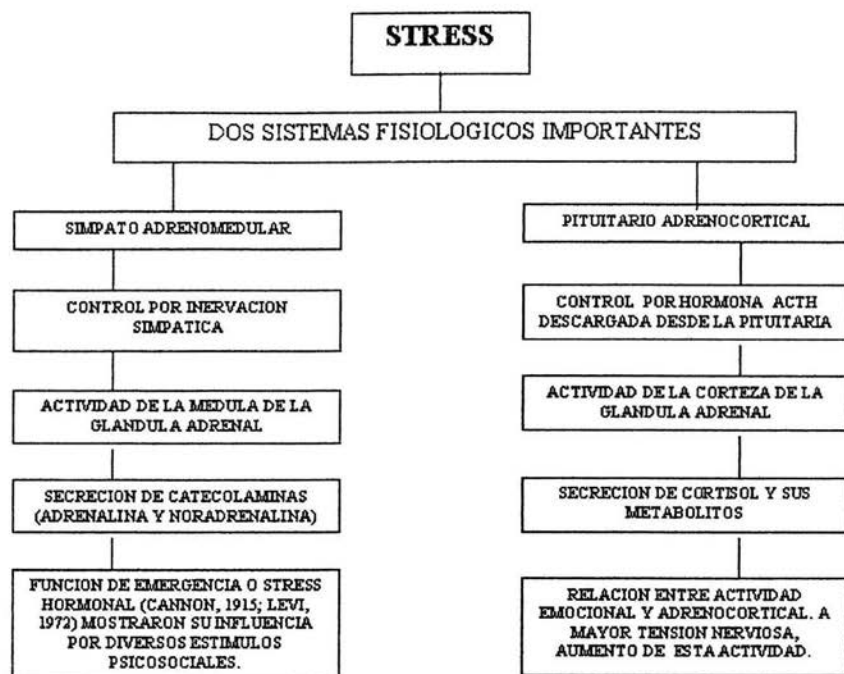 STRESS
DOS SISTEMAS FISIOLOGICOS IMPORTANTES
SIMPATO ADRENOMEDULAR
CONTROL POR INERVACION
SIMPATICA
ACTIVIDAD DE LA MEDULA DE LA
GLANDULA ADRENAL
SECRECION DE CATECOLAMINAS
(ADRENALINA Y NORADRENALINA)
FUNCION DE EMERGENCIA O STRESS
HORMONAL (CANNON, 1915; LEVI,
1972) MOSTRARON SU INFLUENCIA
POR DIVERSOS ESTIMULOS
PSICOSOCIALES.
PITUITARIO ADRENOCORTICAL
CONTROL POR HORMONA ACTH
DESCARGADA DESDE LA PITUITARIA
ACTIVIDAD DE LA CORTEZA DE LA
GLANDULA ADRENAL
SECRECION DE CORTISOL Y SUS
METABOLITOS
RELACION ENTRE ACTIVIDAD
EMOCIONAL Y ADRENOCORTICAL. A
MAYOR TENSION NERVIOSA,
AUMENTO DE ESTA ACTIVIDAD.